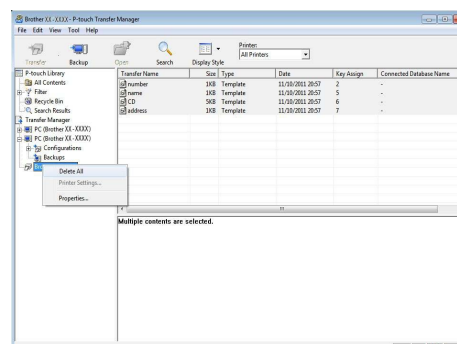 Brother XX-XXXX - P-touch Transfer Manager
File Edit View Tool Help
Transfer Backup Open Search Display Style Printer:
All Printers
P-touch Library
All Contents
Filter
Recycle Bin
Search Results
Transfer Manager
PC (Brother XX-XXXX)
PC (Brother XX-XXXX)
Configurations
Backups
Transfer Name Size Type Date Key Assign Connected Database Name
number 1KB Template 11/10/2011 20:57 2 -
name 1KB Template 11/10/2011 20:57 5 -
CD 5KB Template 11/10/2011 20:57 6 -
address 1KB Template 11/10/2011 20:57 7 -
Delete All
Printer Settings...
Properties...
Multiple contents are selected.